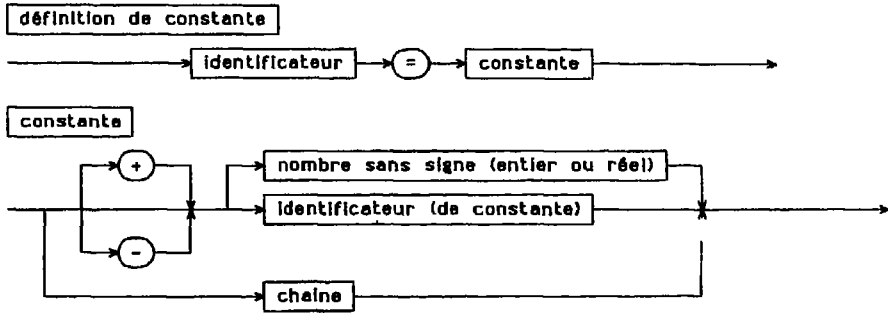 définition de constante
identificateur = constante
constante
+
nombre sans signe (entier ou réel)
identificateur (de constante)
-
chaine